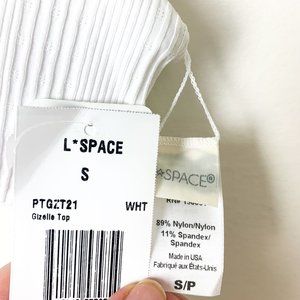 L*SPACE
S
PTGZT21 WHT
Gizelle Top
*SPACE®
89% Nylon/Nylon
11% Spandex/
Spandex
Made in USA
Fabriqué aux États-Unis
S/P